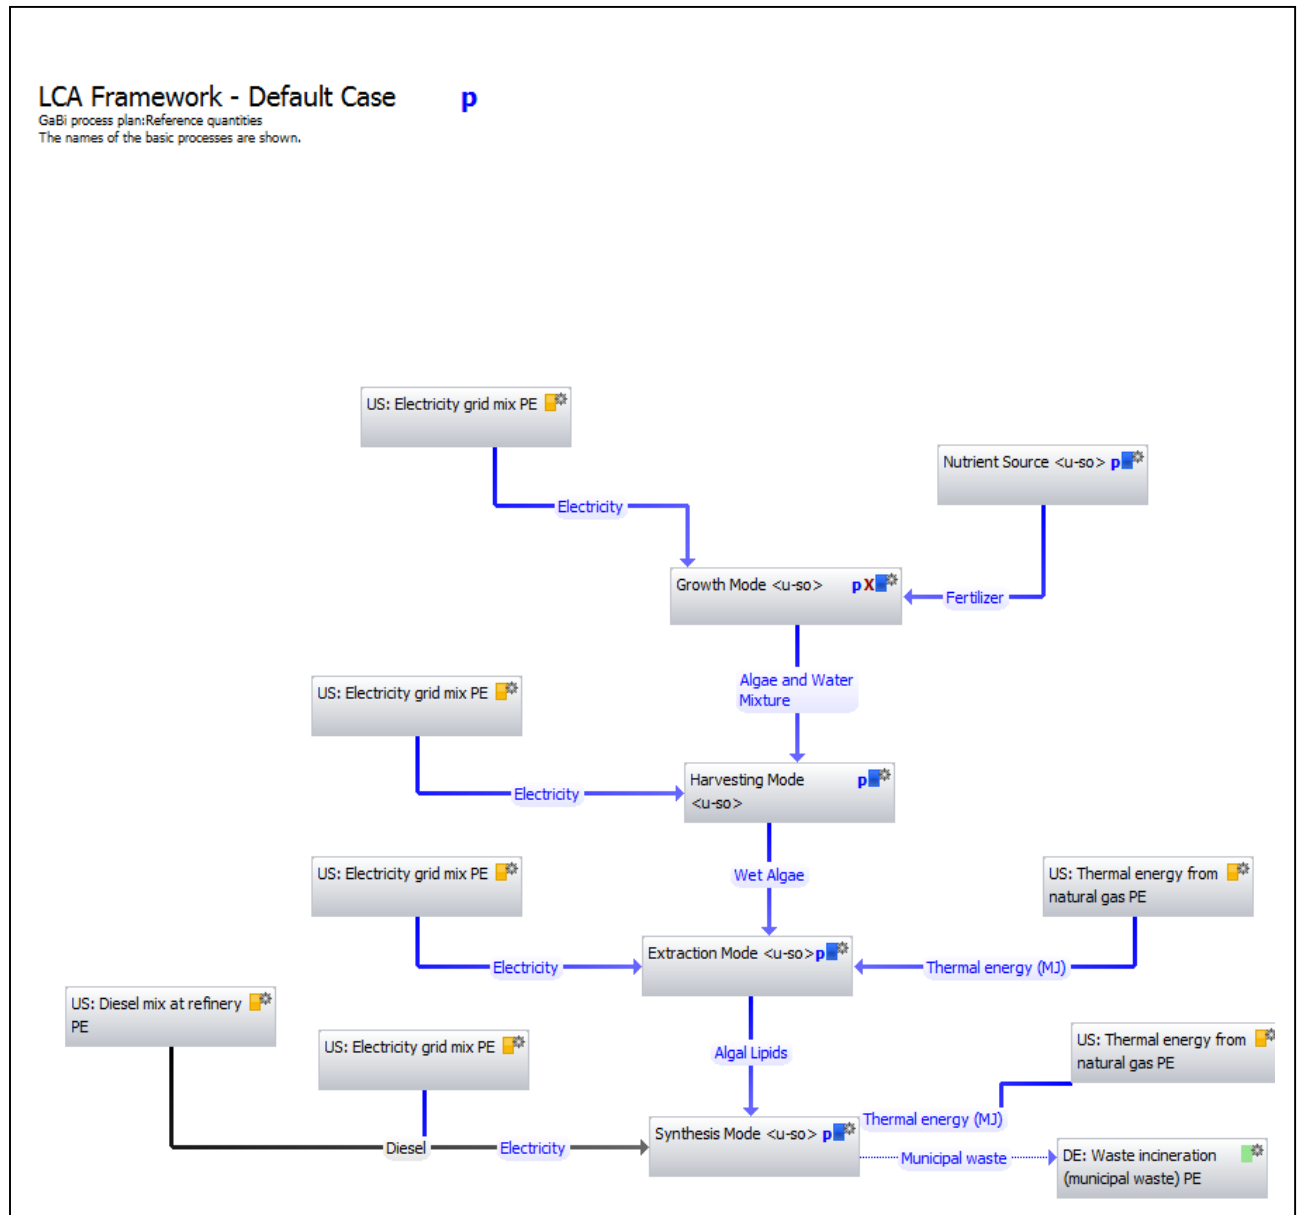 LCA Framework - Default Case p
GaBi process plan:Reference quantities
The names of the basic processes are shown.
US: Electricity grid mix PE
Nutrient Source <u-so> p
Electricity
Growth Mode <u-so> p X
Fertilizer
Algae and Water
Mixture
US: Electricity grid mix PE
Harvesting Mode p
<u-so>
Electricity
US: Electricity grid mix PE
Wet Algae
US: Thermal energy from
natural gas PE
Extraction Mode <u-so> p
Electricity
Thermal energy (MJ)
US: Diesel mix at refinery
PE
US: Electricity grid mix PE
Algal Lipids
US: Thermal energy from
natural gas PE
Thermal energy (MJ)
Synthesis Mode <u-so> p
Diesel
Electricity
Municipal waste
DE: Waste incineration
(municipal waste) PE